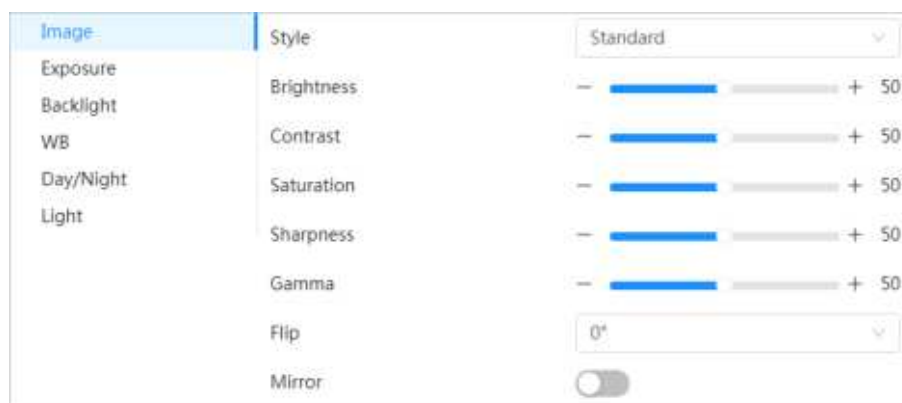 Image
Exposure
Backlight
WB
Day/Night
Light
Style Standard
Brightness − + 50
Contrast − + 50
Saturation − + 50
Sharpness − + 50
Gamma − + 50
Flip 0°
Mirror